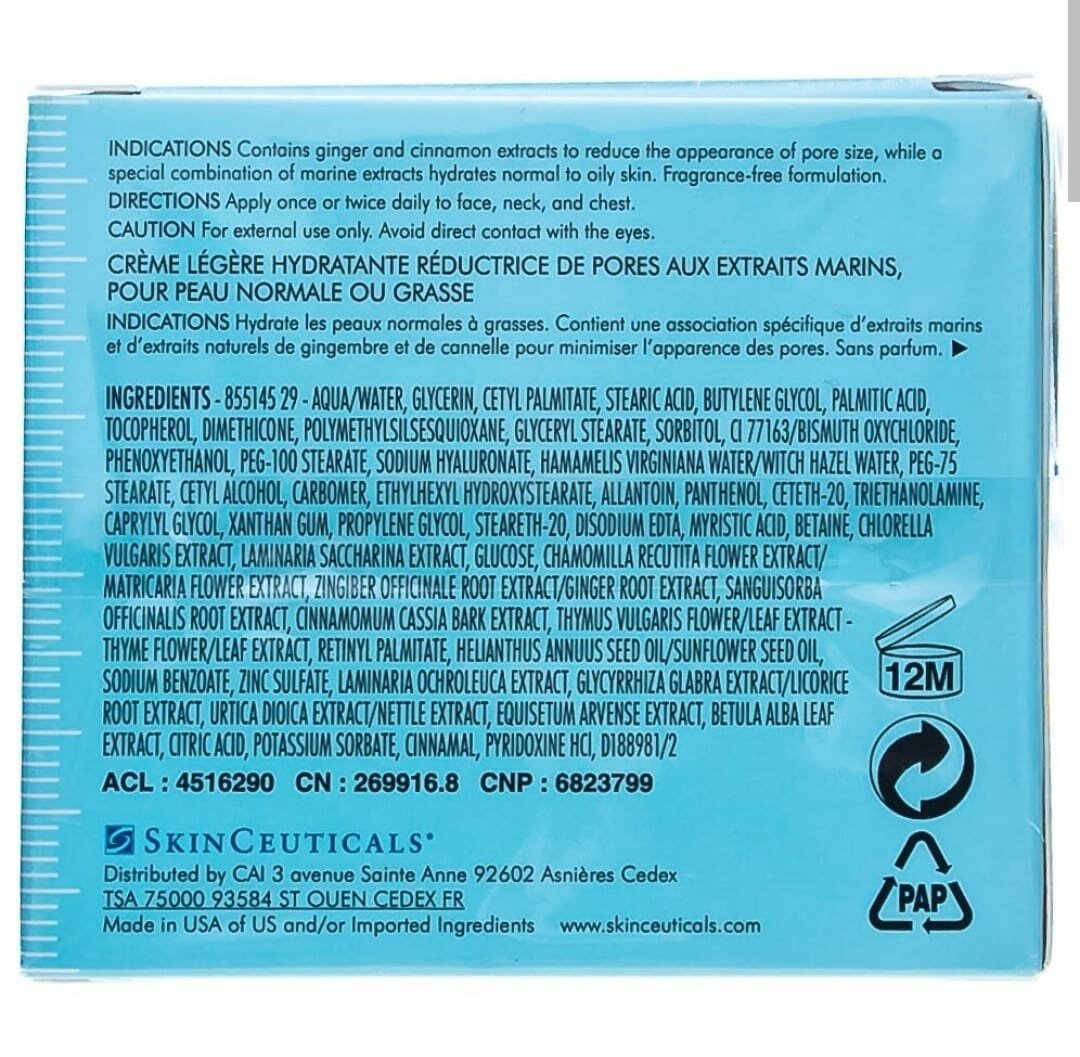 INDICATIONS Contains ginger and cinnamon extracts to reduce the appearance of pore size, while a
special combination of marine extracts hydrates normal to oily skin. Fragrance-free formulation.
DIRECTIONS Apply once or twice daily to face, neck, and chest.
CAUTION For external use only. Avoid direct contact with the eyes.
CRÈME LÉGÈRE HYDRATANTE RÉDUCTRICE DE PORES AUX EXTRAITS MARINS,
POUR PEAU NORMALE OU GRASSE
INDICATIONS Hydrate les peaux normales à grasses. Contient une association spécifique d'extraits marins
et d'extraits naturels de gingembre et de cannelle pour minimiser l'apparence des pores. Sans parfum. ▶
INGREDIENTS - 855145 29 - AQUA/WATER, GLYCERIN, CETYL PALMITATE, STEARIC ACID, BUTYLENE GLYCOL, PALMITIC ACID,
TOCOPHEROL, DIMETHICONE, POLYMETHYLSILSESQUIOXANE, GLYCERYL STEARATE, SORBITOL, CI 77163/BISMUTH OXYCHLORIDE,
PHENOXYETHANOL, PEG-100 STEARATE, SODIUM HYALURONATE, HAMAMELIS VIRGINIANA WATER/WITCH HAZEL WATER, PEG-75
STEARATE, CETYL ALCOHOL, CARBOMER, ETHYLHEXYL HYDROXYSTEARATE, ALLANTOIN, PANTHENOL, CETETH-20, TRIETHANOLAMINE,
CAPRYLYL GLYCOL, XANTHAN GUM, PROPYLENE GLYCOL, STEARETH-20, DISODIUM EDTA, MYRISTIC ACID, BETAINE, CHLORELLA
VULGARIS EXTRACT, LAMINARIA SACCHARINA EXTRACT, GLUCOSE, CHAMOMILLA RECUTITA FLOWER EXTRACT/
MATRICARIA FLOWER EXTRACT, ZINGIBER OFFICINALE ROOT EXTRACT/GINGER ROOT EXTRACT, SANGUISORBA
OFFICINALIS ROOT EXTRACT, CINNAMOMUM CASSIA BARK EXTRACT, THYMUS VULGARIS FLOWER/LEAF EXTRACT -
THYME FLOWER/LEAF EXTRACT, RETINYL PALMITATE, HELIANTHUS ANNUUS SEED OIL/SUNFLOWER SEED OIL,
SODIUM BENZOATE, ZINC SULFATE, LAMINARIA OCHROLEUCA EXTRACT, GLYCYRRHIZA GLABRA EXTRACT/LICORICE
ROOT EXTRACT, URTICA DIOICA EXTRACT/NETTLE EXTRACT, EQUISETUM ARVENSE EXTRACT, BETULA ALBA LEAF
EXTRACT, CITRIC ACID, POTASSIUM SORBATE, CINNAMAL, PYRIDOXINE HCI, D188981/2
12M
ACL : 4516290 CN : 269916.8 CNP : 6823799
SKINCEUTICALS®
Distributed by CAI 3 avenue Sainte Anne 92602 Asnières Cedex
TSA 75000 93584 ST OUEN CEDEX FR
Made in USA of US and/or Imported Ingredients www.skinceuticals.com
PAP